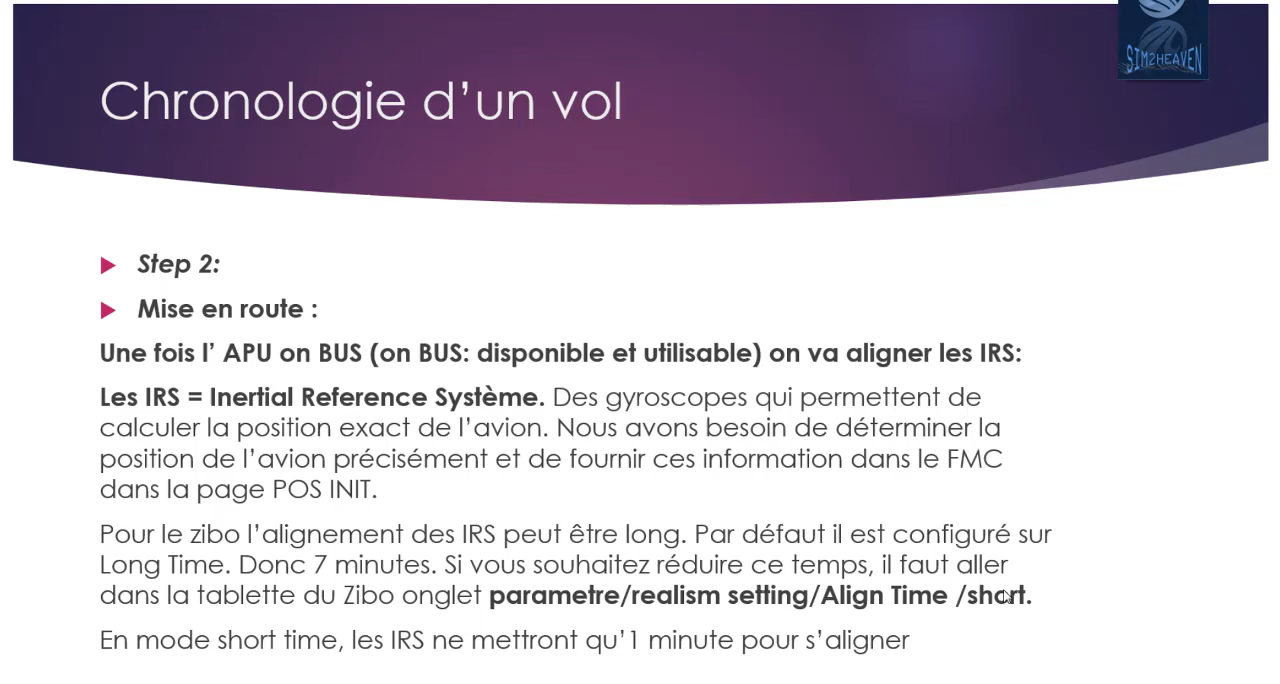 SIM2HEAVEN
Chronologie d’un vol
Step 2:
Mise en route :
Une fois l’ APU on BUS (on BUS: disponible et utilisable) on va aligner les IRS:
Les IRS = Inertial Reference Système. Des gyroscopes qui permettent de
calculer la position exact de l’avion. Nous avons besoin de déterminer la
position de l’avion précisément et de fournir ces information dans le FMC
dans la page POS INIT.
Pour le zibo l’alignement des IRS peut être long. Par défaut il est configuré sur
Long Time. Donc 7 minutes. Si vous souhaitez réduire ce temps, il faut aller
dans la tablette du Zibo onglet parametre/realism setting/Align Time /short.
En mode short time, les IRS ne mettront qu’1 minute pour s’aligner